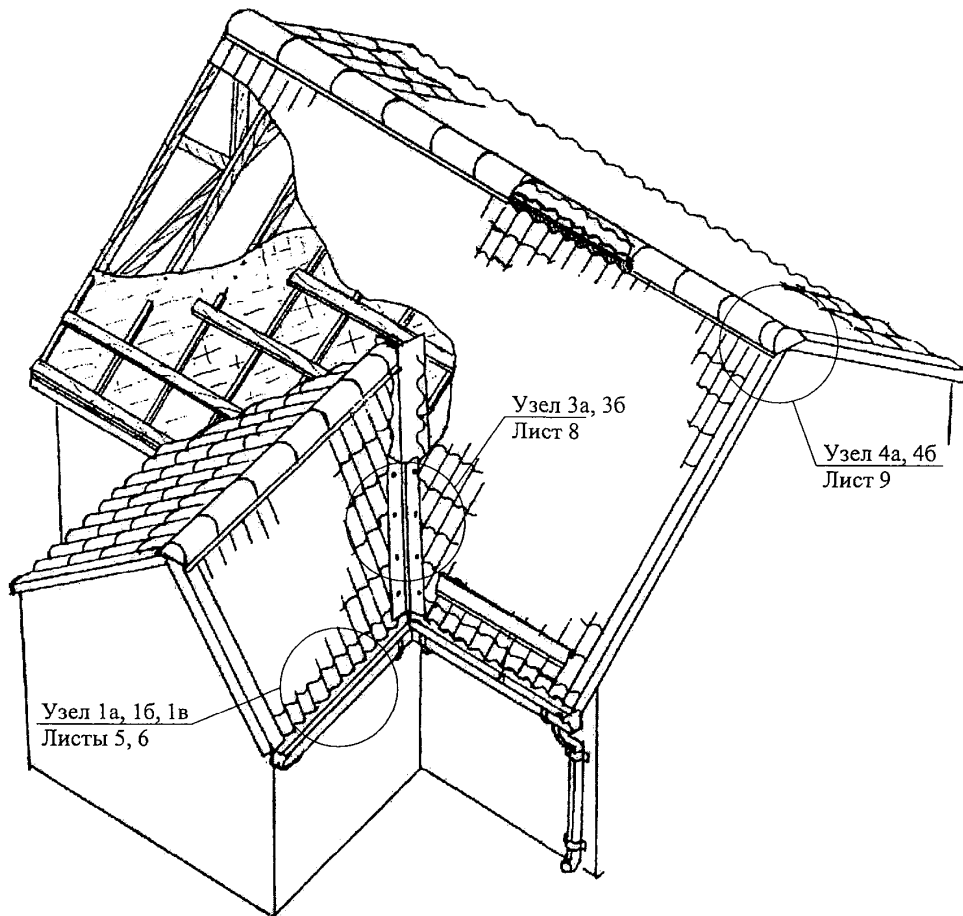 Узел 3а, 3б
Лист 8
Узел 4а, 4б
Лист 9
Узел 1а, 1б, 1в
Листы 5, 6